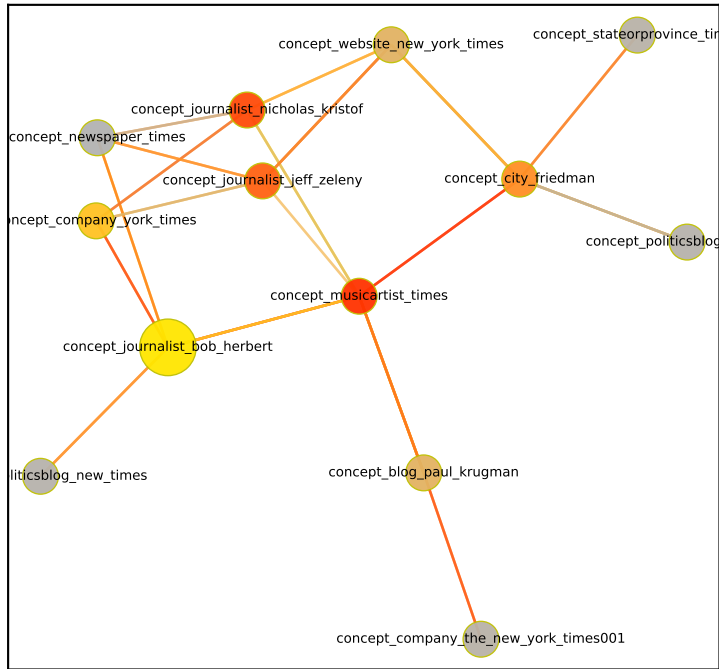 concept_stateorprovince_tir
concept_website_new_york_times
concept_journalist_nicholas_kristof
concept_newspaper_times
concept_journalist_jeff_zeleny
concept_city_friedman
concept_company_york_times
concept_politicsblog
concept_musicartist_times
concept_journalist_bob_herbert
liticsblog_new_times
concept_blog_paul_krugman
concept_company_the_new_york_times001